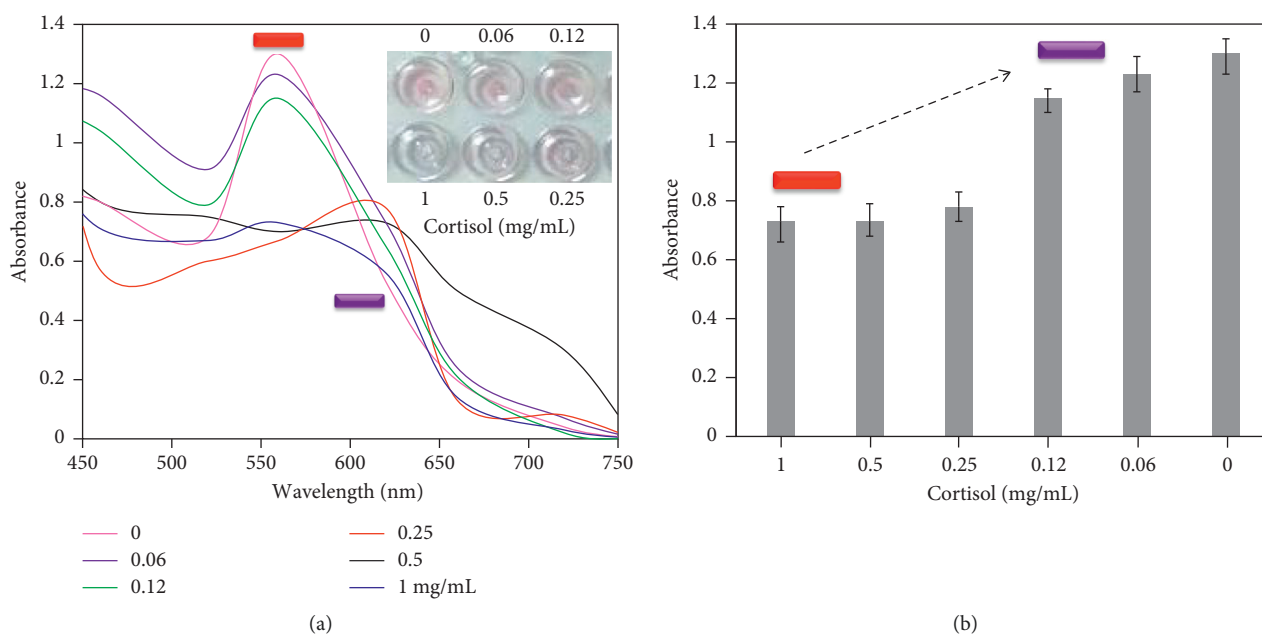 1.4
1.2
1
0.8
0.6
0.4
0.2
0
Absorbance
450 500 550 600 650 700 750
Wavelength (nm)
0 0.06 0.12
1 0.5 0.25
Cortisol (mg/mL)
0
0.06
0.12
0.25
0.5
1 mg/mL
(a)
1.4
1.2
1
0.8
0.6
0.4
0.2
0
Absorbance
1 0.5 0.25 0.12 0.06 0
Cortisol (mg/mL)
(b)